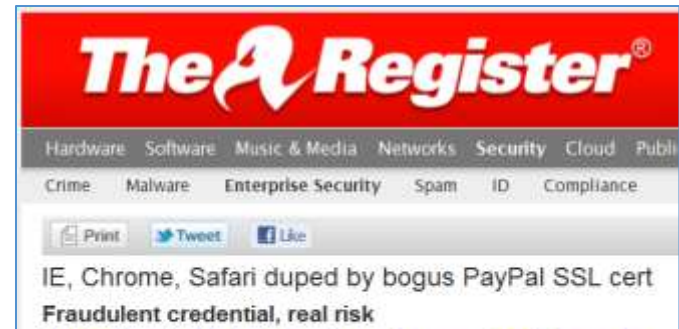 The Register®
Hardware Software Music & Media Networks Security Cloud
Crime Malware Enterprise Security Spam ID Compliance
Print Tweet Like
IE, Chrome, Safari duped by bogus PayPal SSL cert
Fraudulent credential, real risk